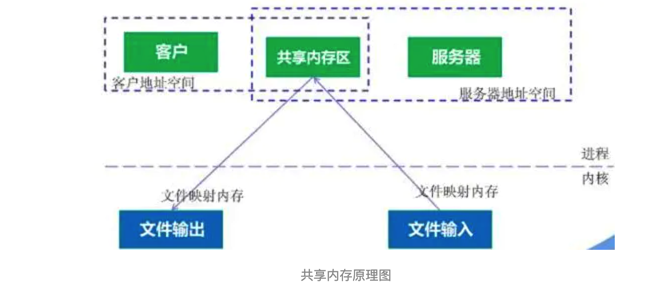 客户
共享内存区
服务器
客户地址空间
服务器地址空间
进程
内核
文件映射内存
文件映射内存
文件输出
文件输入
共享内存原理图